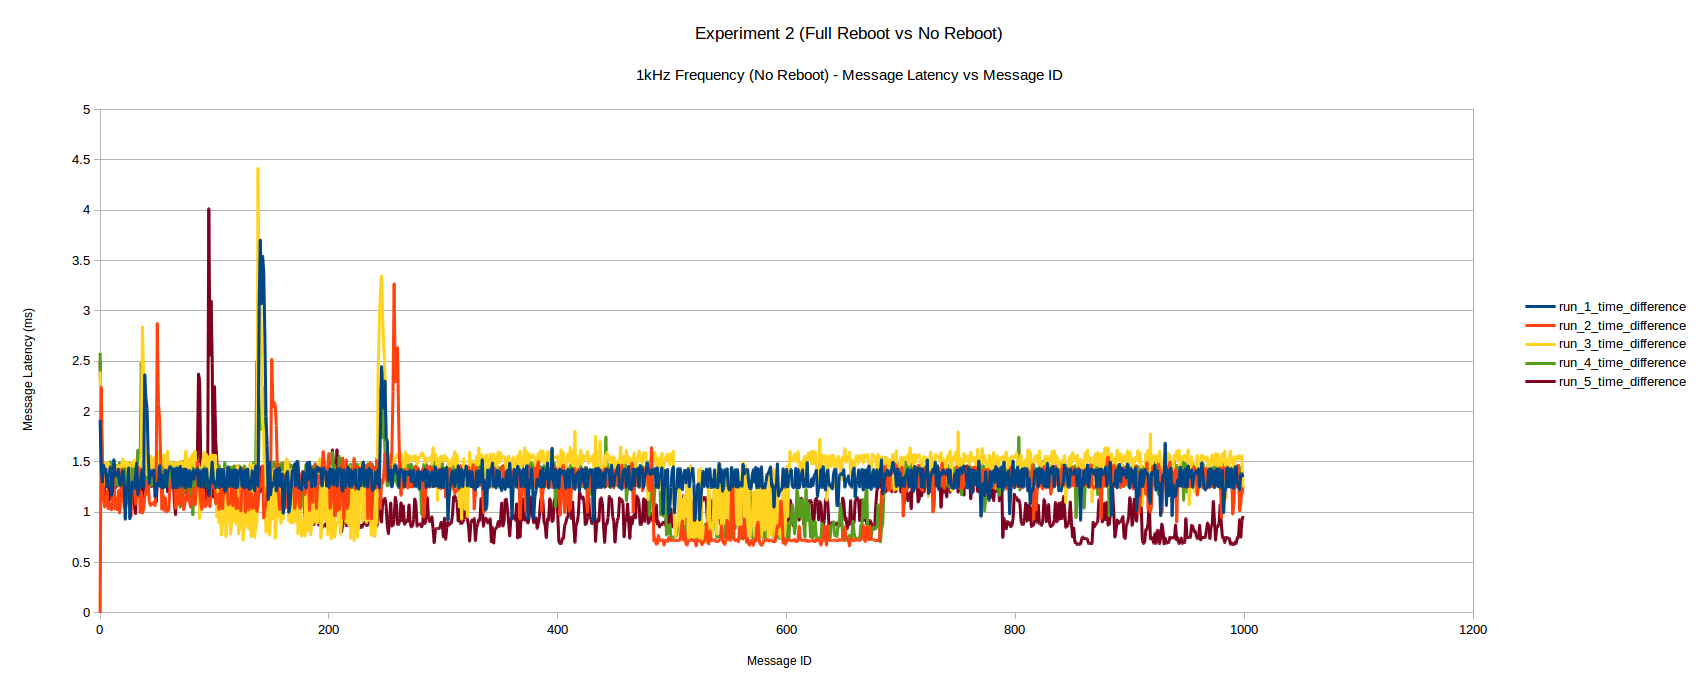 Experiment 2 (Full Reboot vs No Reboot)
1kHz Frequency (No Reboot) - Message Latency vs Message ID
Message Latency (ms)
5
4.5
4
3.5
3
2.5
2
1.5
1
0.5
0
0 200 400 600 800 1000 1200
Message ID
run_1_time_difference
run_2_time_difference
run_3_time_difference
run_4_time_difference
run_5_time_difference